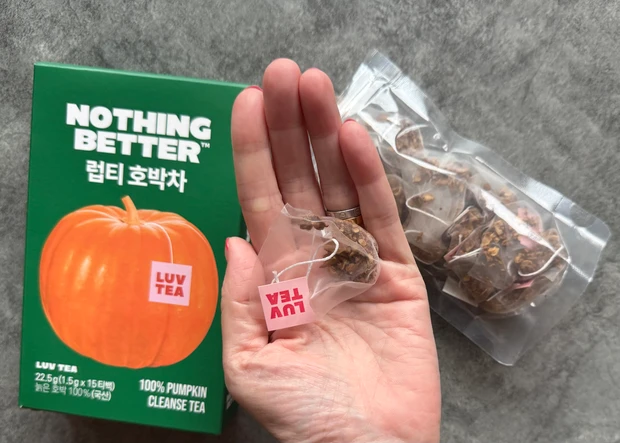 NOTHING
BETTER™
럽티 호박차
LUV
TEA
LUV TEA
22.5g(1.5g x 15티백)
늙은 호박 100%(국산)
100% PUMPKIN
CLEANSE TEA
LUV
TEA